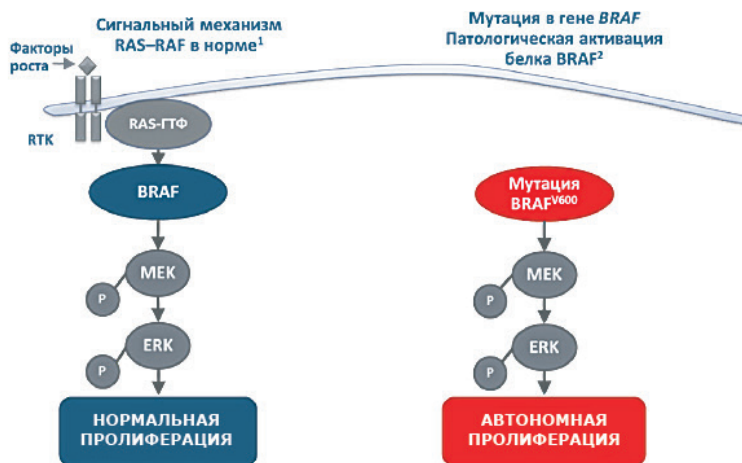 Сигнальный механизм
RAS–RAF в норме¹
Факторы
роста
RTK
RAS-ГТФ
BRAF
MEK
P
ERK
P
НОРМАЛЬНАЯ
ПРОЛИФЕРАЦИЯ
Мутация в гене BRAF
Патологическая активация
белка BRAF²
Мутация
BRAFⱽ⁶⁰⁰
MEK
P
ERK
P
АВТОНОМНАЯ
ПРОЛИФЕРАЦИЯ